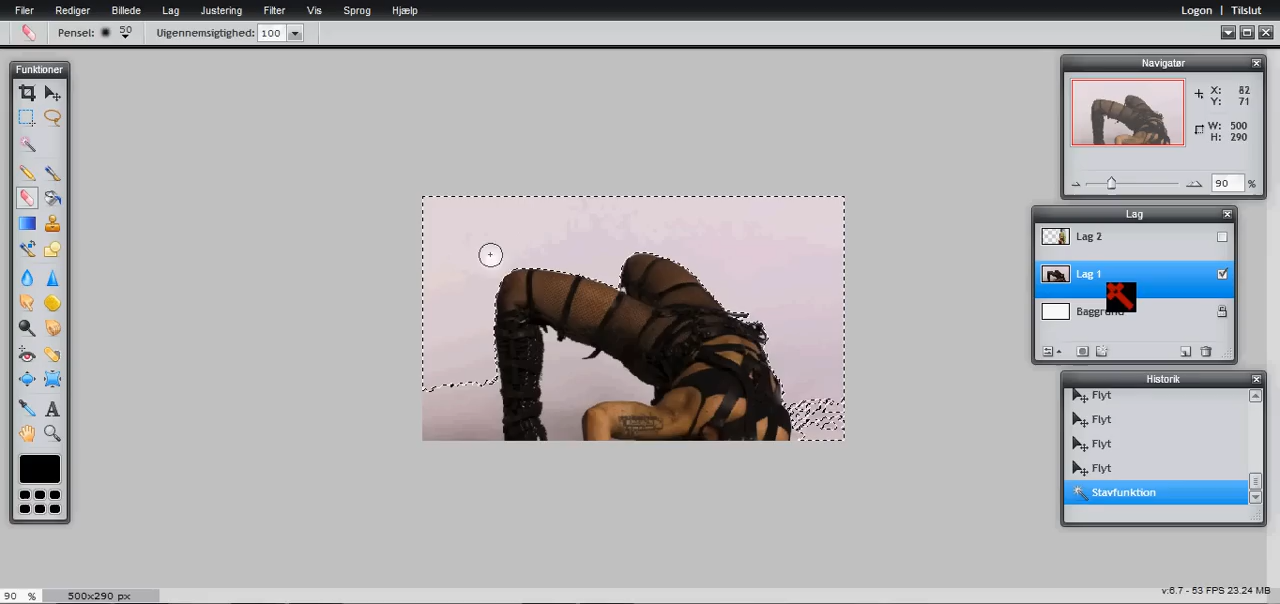 Filer Rediger Billede Lag Justering Filter Vis Sprog Hjælp Logon | Tilslut
Pensel: 50 Uigennemsigtighed: 100
Funktioner
Navigatør
X: 82
Y: 71
W: 500
H: 290
90 %
Lag
Lag 2
Lag 1
Historik
Flyt
Flyt
Flyt
Flyt
Stavfunktion
90 % 500x290 px
v:6.7 - 53 FPS 23.24 MB